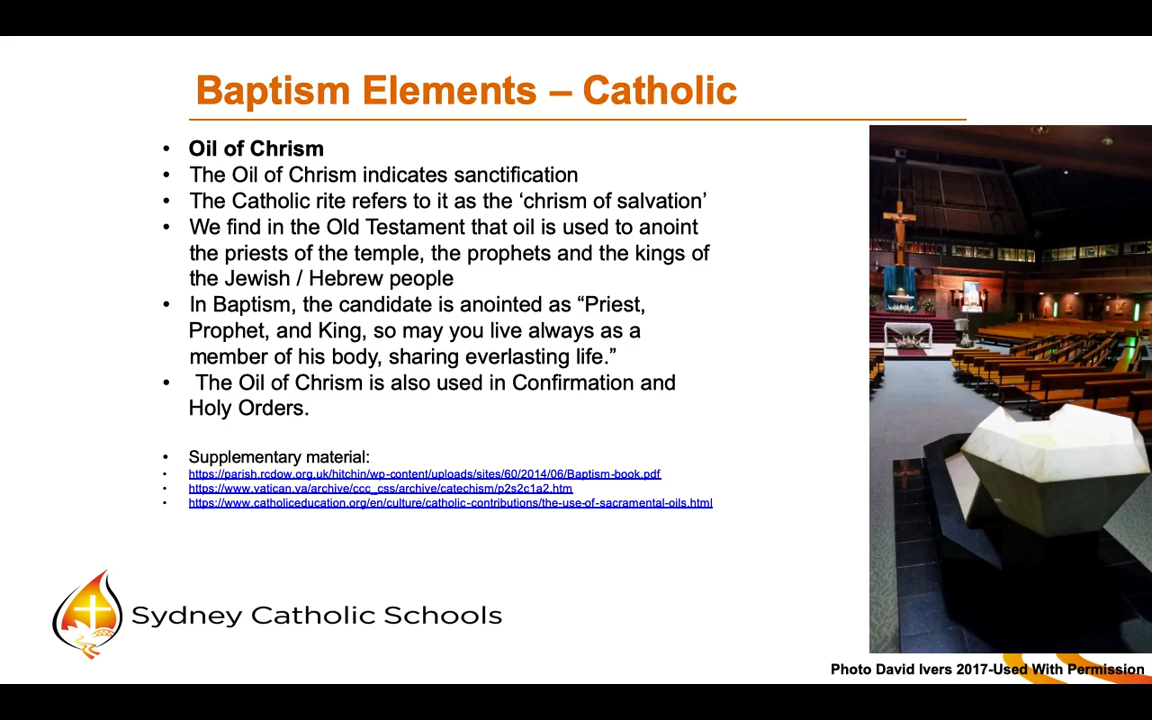 Baptism Elements – Catholic
• Oil of Chrism
• The Oil of Chrism indicates sanctification
• The Catholic rite refers to it as the ‘chrism of salvation’
• We find in the Old Testament that oil is used to anoint
the priests of the temple, the prophets and the kings of
the Jewish / Hebrew people
• In Baptism, the candidate is anointed as “Priest,
Prophet, and King, so may you live always as a
member of his body, sharing everlasting life.”
• The Oil of Chrism is also used in Confirmation and
Holy Orders.
• Supplementary material:
• https://parish.rcdow.org.uk/hitchin/wp-content/uploads/sites/60/2014/06/Baptism-book.pdf
• https://www.vatican.va/archive/ccc_css/archive/catechism/p2s2c1a2.htm
• https://www.catholiceducation.org/en/culture/catholic-contributions/the-use-of-sacramental-oils.html
Sydney Catholic Schools
Photo David Ivers 2017-Used With Permission